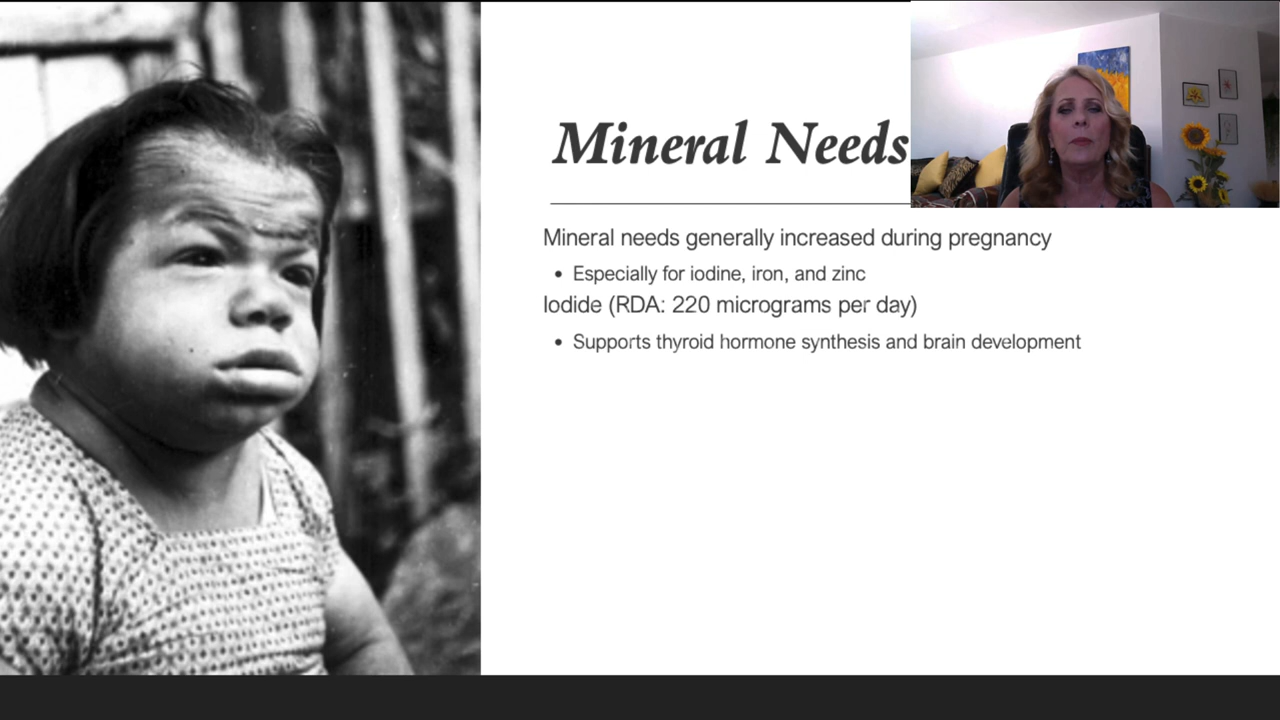 Mineral Needs
Mineral needs generally increased during pregnancy
• Especially for iodine, iron, and zinc
Iodide (RDA: 220 micrograms per day)
• Supports thyroid hormone synthesis and brain development